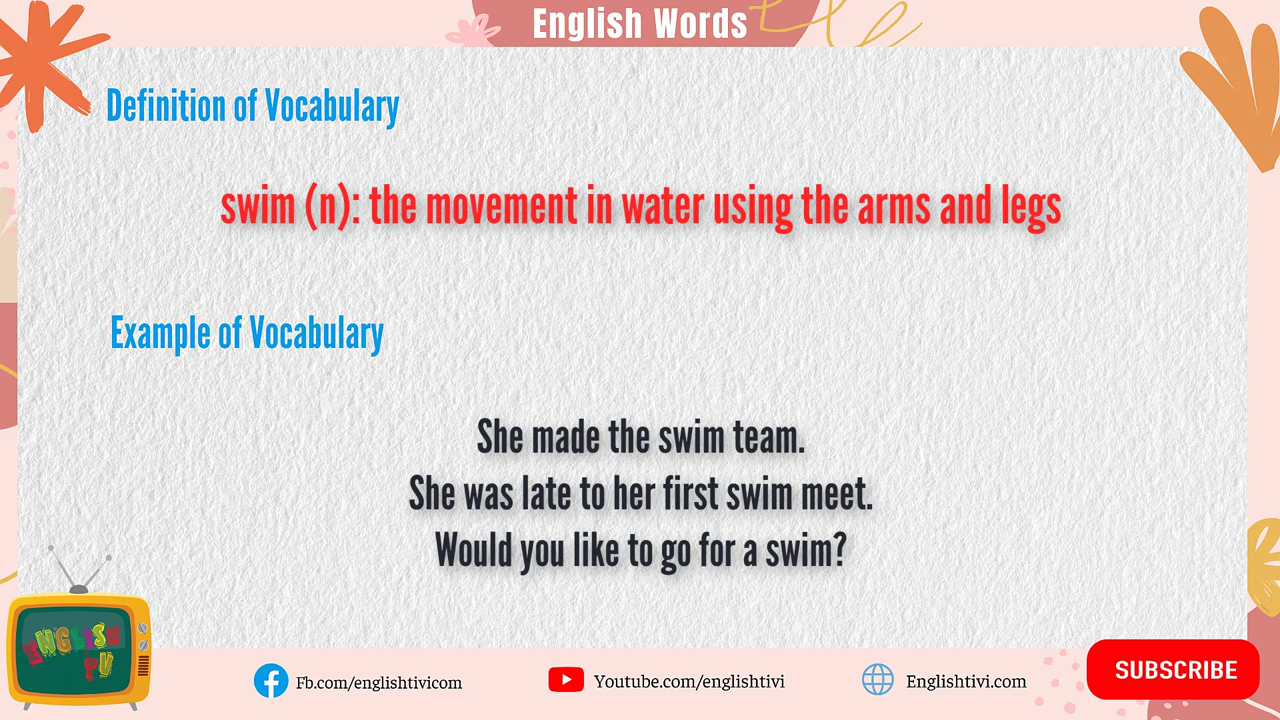 English Words
Definition of Vocabulary
swim (n): the movement in water using the arms and legs
Example of Vocabulary
She made the swim team.
She was late to her first swim meet.
Would you like to go for a swim?
ENGLISH
TV
Fb.com/englishtivicom
Youtube.com/englishtivi
Englishtivi.com
SUBSCRIBE